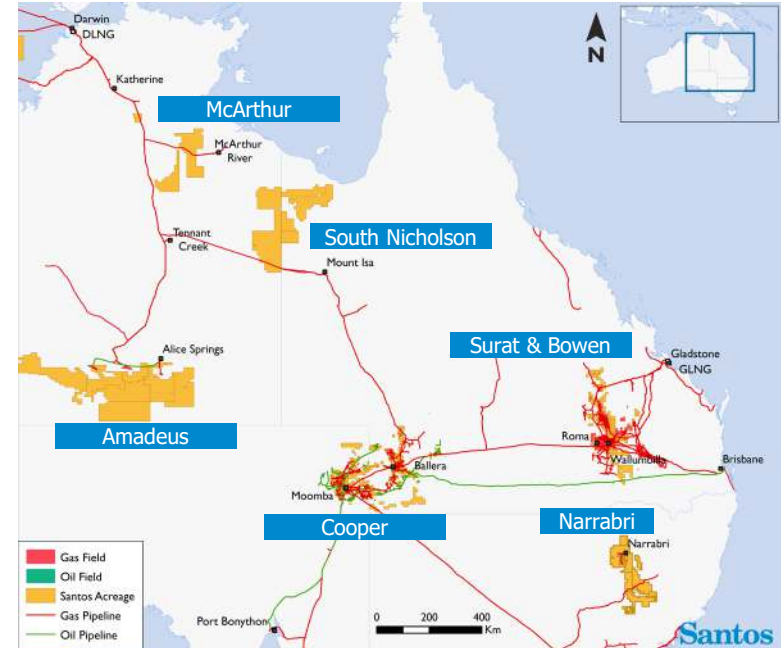 Darwin
DLNG
N
Katherine
McArthur
McArthur
River
South Nicholson
Tennant
Creek
Mount Isa
Surat & Bowen
Alice Springs
Gladstone
GLNG
Amadeus
Roma
Wallumbilla
Ballera
Brisbane
Moomba
Cooper
Narrabri
Narrabri
Gas Field
Oil Field
Santos Acreage
Gas Pipeline
Oil Pipeline
Port Bonython
0 200 400
Km
Santos